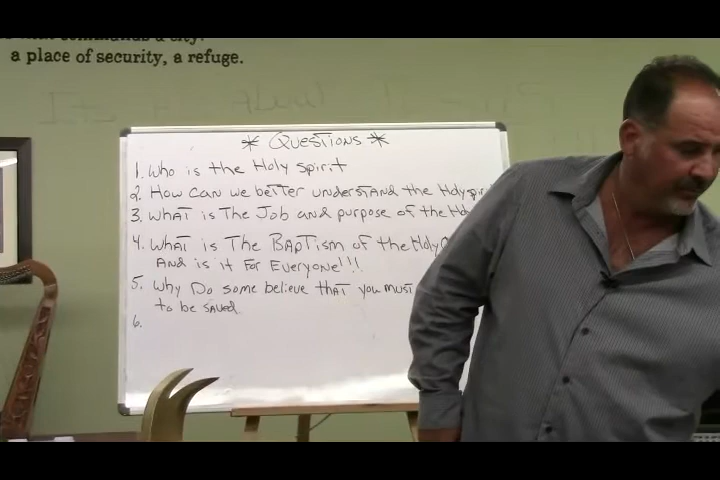 a place of security, a refuge.
* Questions *
1. Who is the Holy spirit
2. How can we better understand the Holy spirit
3. What is The Job and purpose of the
4. What is The Baptism of the Holy
And is it For Everyone!!!
5. Why Do some believe that you must
to be saved.
6.